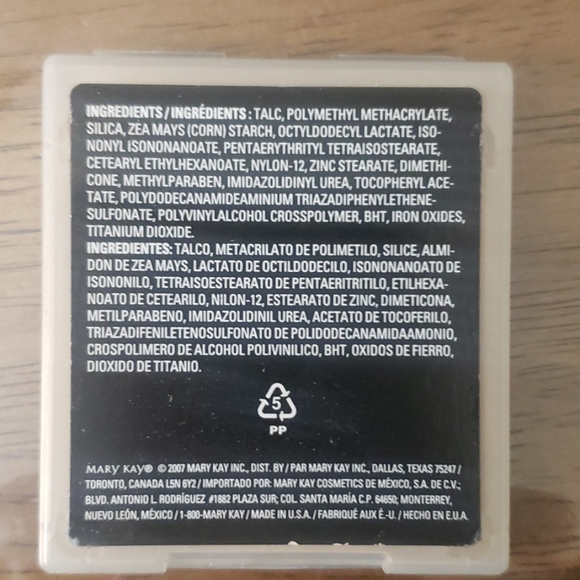 INGREDIENTS / INGRÉDIENTS : TALC, POLYMETHYL METHACRYLATE,
SILICA, ZEA MAYS (CORN) STARCH, OCTYLDODECYL LACTATE, ISO-
NONYL ISONONANOATE, PENTAERYTHRITYL TETRAISOSTEARATE,
CETEARYL ETHYLHEXANOATE, NYLON-12, ZINC STEARATE, DIMETHI-
CONE, METHYLPARABEN, IMIDAZOLIDINYL UREA, TOCOPHERYL ACE-
TATE, POLYDODECANAMIDEAMINIUM TRIAZADIPHENYLETHENE-
SULFONATE, POLYVINYLALCOHOL CROSSPOLYMER, BHT, IRON OXIDES,
TITANIUM DIOXIDE.
INGREDIENTES: TALCO, METACRILATO DE POLIMETILO, SILICE, ALMI-
DON DE ZEA MAYS, LACTATO DE OCTILDODECILO, ISONONANOATO DE
ISONONILO, TETRAISOESTEARATO DE PENTAERITRITILO, ETILHEXA-
NOATO DE CETEARILO, NILON-12, ESTEARATO DE ZINC, DIMETICONA,
METILPARABENO, IMIDAZOLIDINIL UREA, ACETATO DE TOCOFERILO,
TRIAZADIFENILETENOSULFONATO DE POLIDODECANAMIDAAMONIO,
CROSPOLIMERO DE ALCOHOL POLIVINILICO, BHT, OXIDOS DE FIERRO,
DIOXIDO DE TITANIO.
5
PP
MARY KAY® © 2007 MARY KAY INC., DIST. BY / PAR MARY KAY INC., DALLAS, TEXAS 75247 /
TORONTO, CANADA L5N 6Y2 / IMPORTADO POR: MARY KAY COSMETICS DE MÉXICO, S.A. DE C.V.;
BLVD. ANTONIO L. RODRÍGUEZ #1882 PLAZA SUR; COL. SANTA MARÍA C.P. 64650; MONTERREY,
NUEVO LEÓN, MÉXICO / 1-800-MARY KAY / MADE IN U.S.A. / FABRIQUÉ AUX É.-U. / HECHO EN E.U.A.